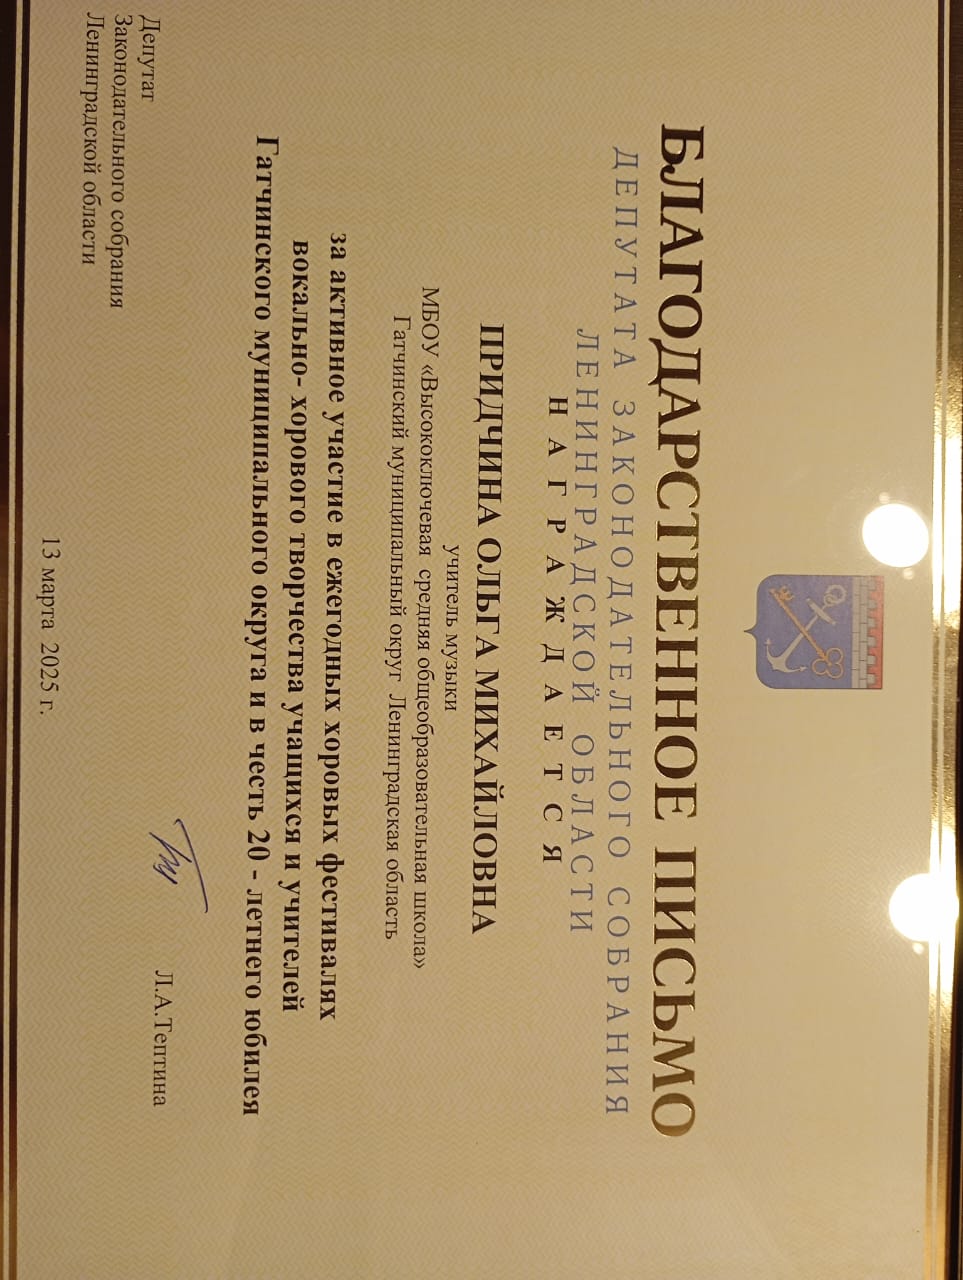 БЛАГОДАРСТВЕННОЕ ПИСЬМО
ДЕПУТАТА ЗАКОНОДАТЕЛЬНОГО СОБРАНИЯ
ЛЕНИНГРАДСКОЙ ОБЛАСТИ
НАГРАЖДАЕТСЯ
ПРИДЧИНА ОЛЬГА МИХАЙЛОВНА
учитель музыки
МБОУ «Высокоключевая средняя общеобразовательная школа»
Гатчинский муниципальный округ Ленинградская область
за активное участие в ежегодных хоровых фестивалях
вокально- хорового творчества учащихся и учителей
Гатчинского муниципального округа и в честь 20 - летнего юбилея
Депутат
Законодательного собрания
Ленинградской области
Л.А.Тептина
13 марта 2025 г.